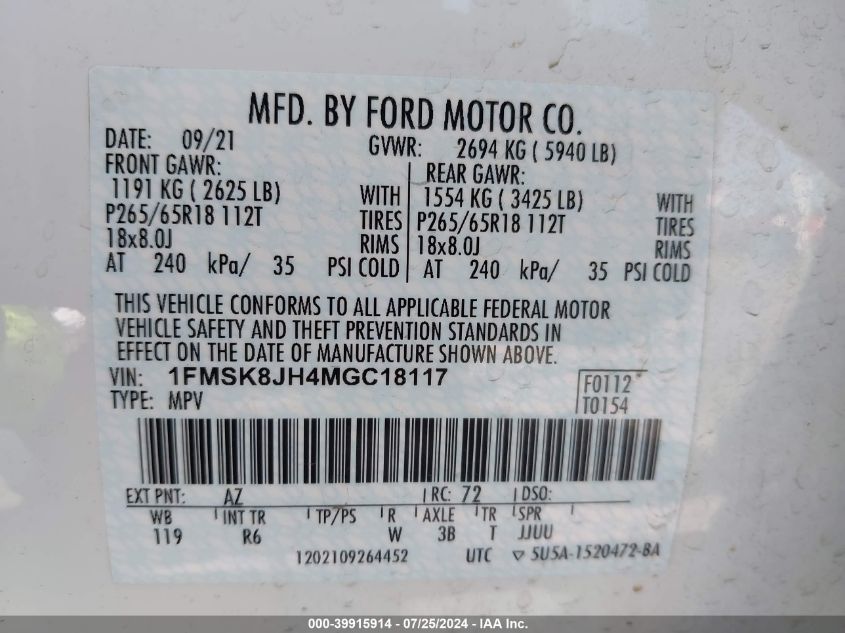 MFD. BY FORD MOTOR CO.
DATE: 09/21 GVWR: 2694 KG ( 5940 LB)
FRONT GAWR: REAR GAWR:
1191 KG ( 2625 LB) WITH 1554 KG ( 3425 LB) WITH
P265/65R18 112T TIRES P265/65R18 112T TIRES
18x8.0J RIMS 18x8.0J RIMS
AT 240 kPa/ 35 PSI COLD AT 240 kPa/ 35 PSI COLD
THIS VEHICLE CONFORMS TO ALL APPLICABLE FEDERAL MOTOR
VEHICLE SAFETY AND THEFT PREVENTION STANDARDS IN
EFFECT ON THE DATE OF MANUFACTURE SHOWN ABOVE.
VIN: 1FMSK8JH4MGC18117 F0112*
TYPE: MPV T0154
EXT PNT: AZ RC: 72 DSO:
WB INT TR TP/PS R AXLE TR SPR
119 R6 W 3B T JJUU
1202109264452 UTC ▽ 5U5A-1520472-BA
000-39915914 - 07/25/2024 - IAA Inc.